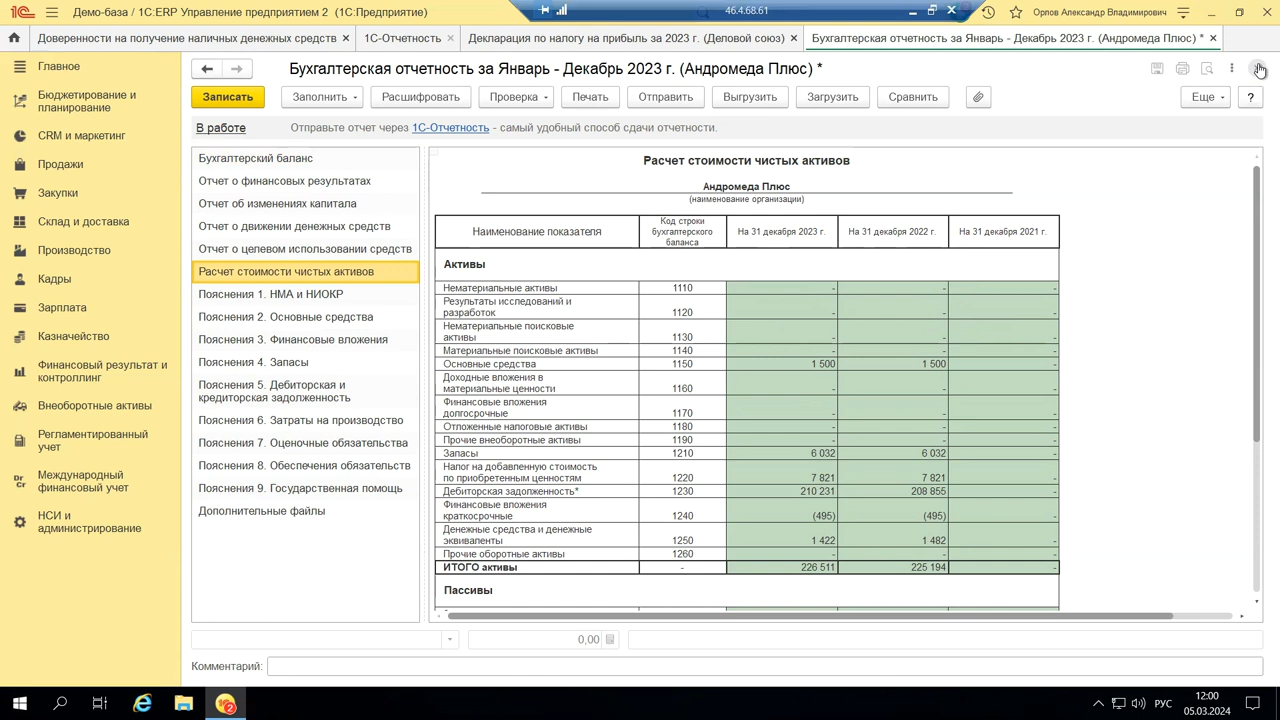 Демо-база / 1С:ERP Управление предприятием 2 (1С:Предприятие)
46.4.68.61
Орлов Александр Владимирович
Доверенности на получение наличных денежных средств ×
1С-Отчетность ×
Декларация по налогу на прибыль за 2023 г. (Деловой союз) ×
Бухгалтерская отчетность за Январь - Декабрь 2023 г. (Андромеда Плюс) * ×
Главное
Бюджетирование и
планирование
CRM и маркетинг
Продажи
Закупки
Склад и доставка
Производство
Кадры
Зарплата
Казначейство
Финансовый результат и
контроллинг
Внеоборотные активы
Регламентированный
учет
Международный
финансовый учет
НСИ и
администрирование
Бухгалтерская отчетность за Январь - Декабрь 2023 г. (Андромеда Плюс) *
Записать
Заполнить
Расшифровать
Проверка
Печать
Отправить
Выгрузить
Загрузить
Сравнить
Еще
?
В работе
Отправьте отчет через 1С-Отчетность - самый удобный способ сдачи отчетности.
Бухгалтерский баланс
Отчет о финансовых результатах
Отчет об изменениях капитала
Отчет о движении денежных средств
Отчет о целевом использовании средств
Расчет стоимости чистых активов
Пояснения 1. НМА и НИОКР
Пояснения 2. Основные средства
Пояснения 3. Финансовые вложения
Пояснения 4. Запасы
Пояснения 5. Дебиторская и
кредиторская задолженность
Пояснения 6. Затраты на производство
Пояснения 7. Оценочные обязательства
Пояснения 8. Обеспечения обязательств
Пояснения 9. Государственная помощь
Дополнительные файлы
Расчет стоимости чистых активов
Андромеда Плюс
(наименование организации)
Наименование показателя
Код строки
бухгалтерского
баланса
На 31 декабря 2023 г.
На 31 декабря 2022 г.
На 31 декабря 2021 г.
Активы
Нематериальные активы 1110 - - -
Результаты исследований и
разработок 1120 - - -
Нематериальные поисковые
активы 1130 - - -
Материальные поисковые активы 1140 - - -
Основные средства 1150 1 500 1 500 -
Доходные вложения в
материальные ценности 1160 - - -
Финансовые вложения
долгосрочные 1170 - - -
Отложенные налоговые активы 1180 - - -
Прочие внеоборотные активы 1190 - - -
Запасы 1210 6 032 6 032 -
Налог на добавленную стоимость
по приобретенным ценностям 1220 7 821 7 821 -
Дебиторская задолженность* 1230 210 231 208 855 -
Финансовые вложения
краткосрочные 1240 (495) (495) -
Денежные средства и денежные
эквиваленты 1250 1 422 1 482 -
Прочие оборотные активы 1260 - - -
ИТОГО активы - 226 511 225 194 -
Пассивы
0,00
Комментарий:
2
РУС
12:00
05.03.2024